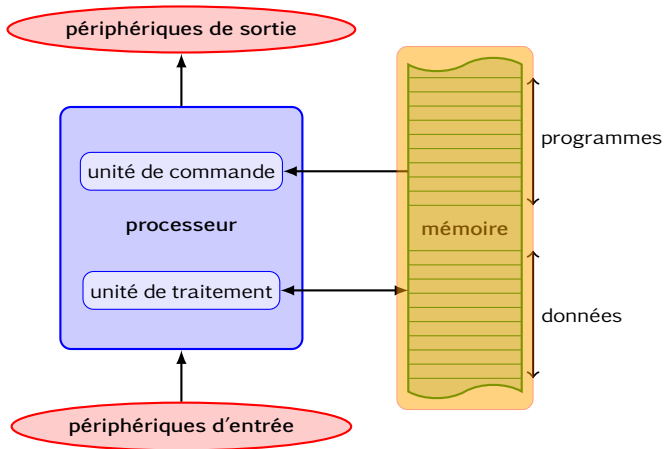 périphériques de sortie
programmes
unité de commande
processeur
mémoire
unité de traitement
données
périphériques d'entrée